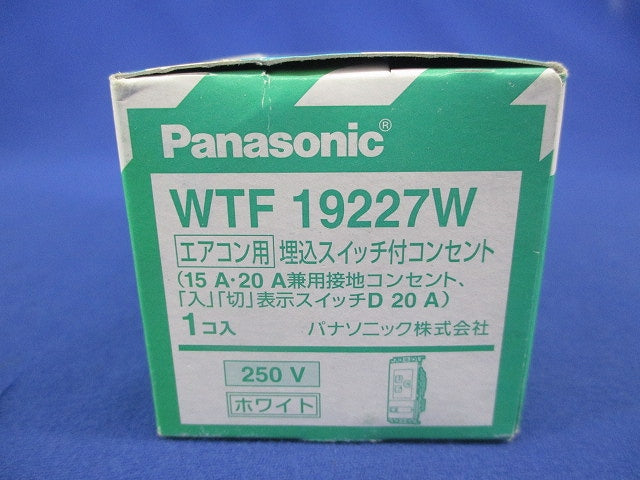 Panasonic®
WTF 19227W
エアコン用 埋込スイッチ付コンセント
(15 A・20 A兼用接地コンセント、
「入」「切」表示スイッチD 20 A)
1コ入 パナソニック株式会社
250 V
ホワイト